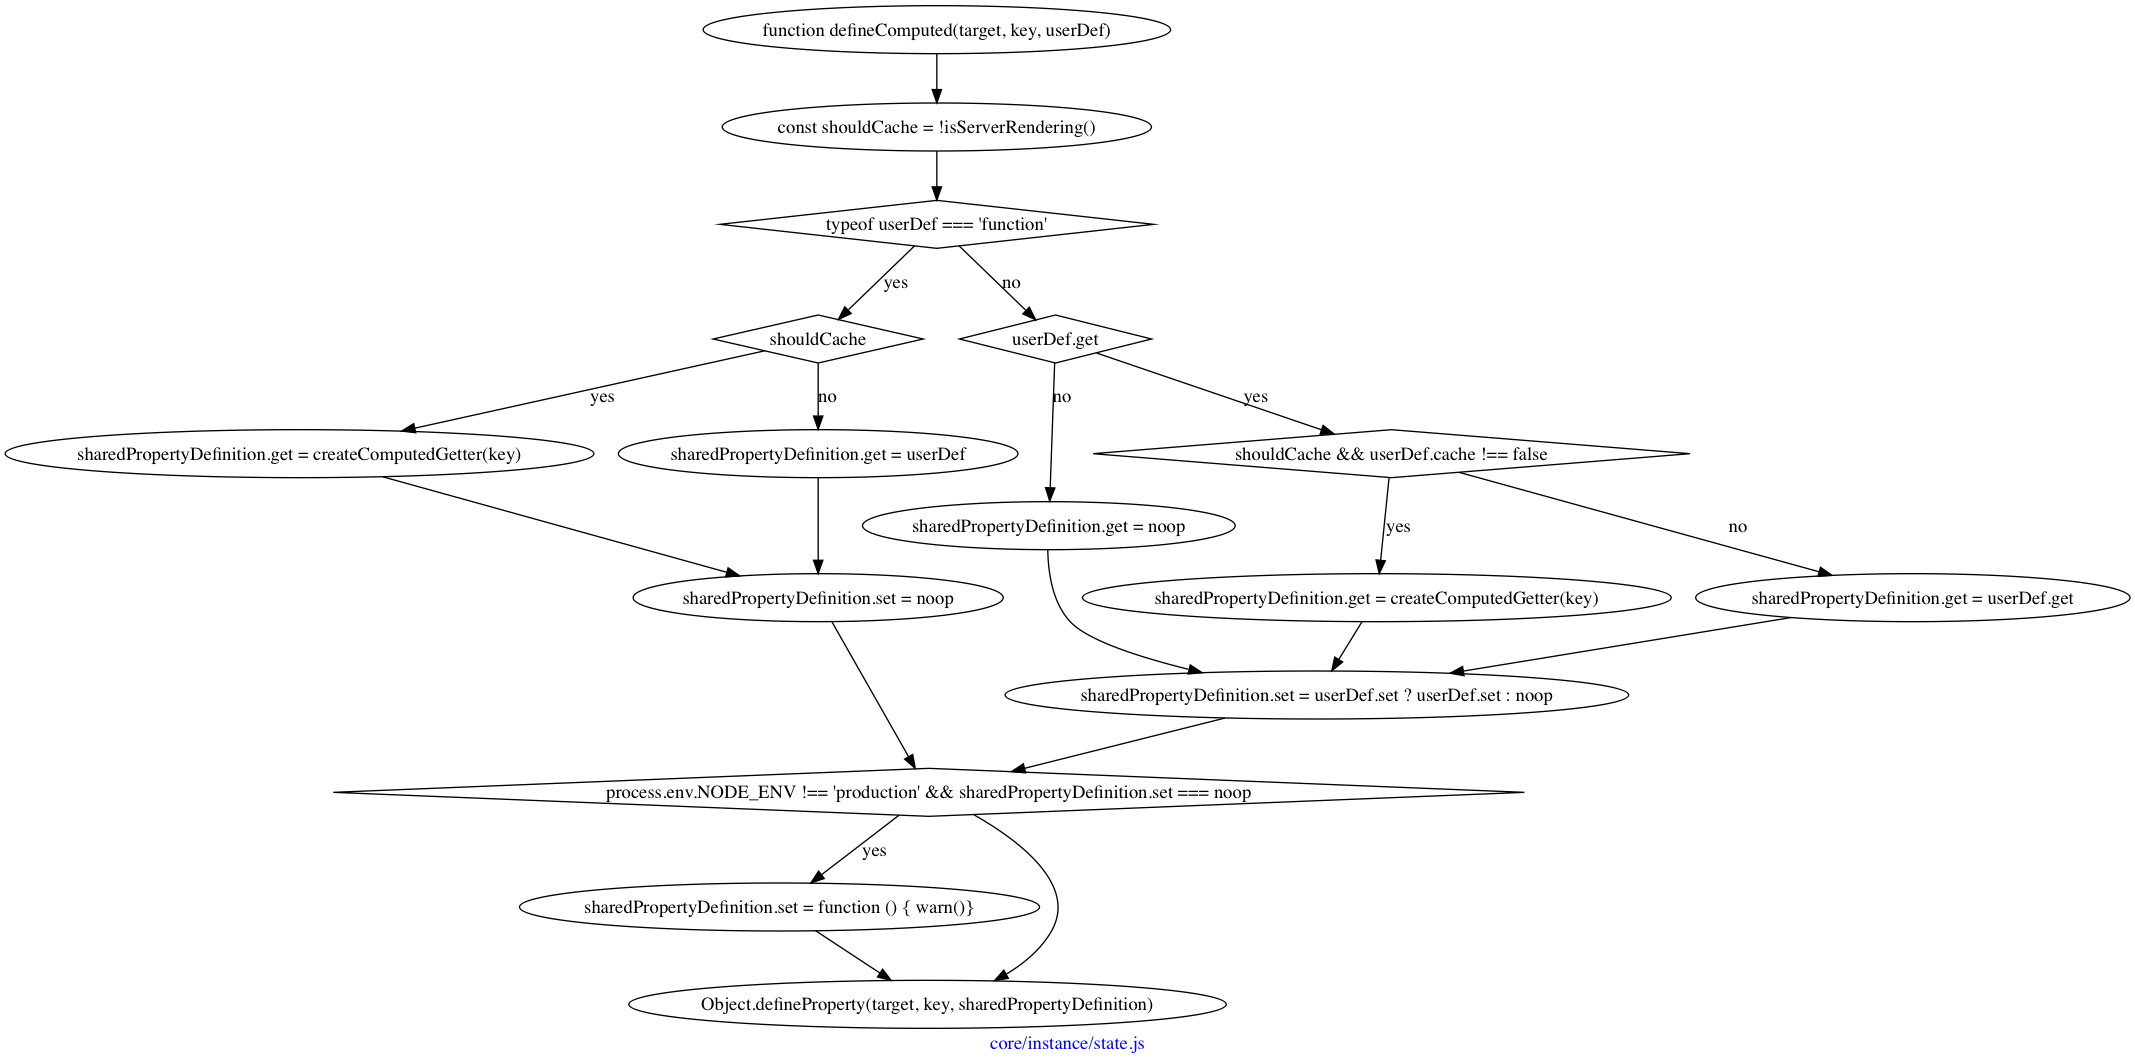 function defineComputed(target, key, userDef)
const shouldCache = !isServerRendering()
typeof userDef === 'function'
yes
no
shouldCache
userDef.get
yes
no
no
yes
sharedPropertyDefinition.get = createComputedGetter(key)
sharedPropertyDefinition.get = userDef
shouldCache && userDef.cache !== false
sharedPropertyDefinition.get = noop
yes
no
sharedPropertyDefinition.set = noop
sharedPropertyDefinition.get = createComputedGetter(key)
sharedPropertyDefinition.get = userDef.get
sharedPropertyDefinition.set = userDef.set ? userDef.set : noop
process.env.NODE_ENV !== 'production' && sharedPropertyDefinition.set === noop
yes
sharedPropertyDefinition.set = function () { warn()}
Object.defineProperty(target, key, sharedPropertyDefinition)
core/instance/state.js